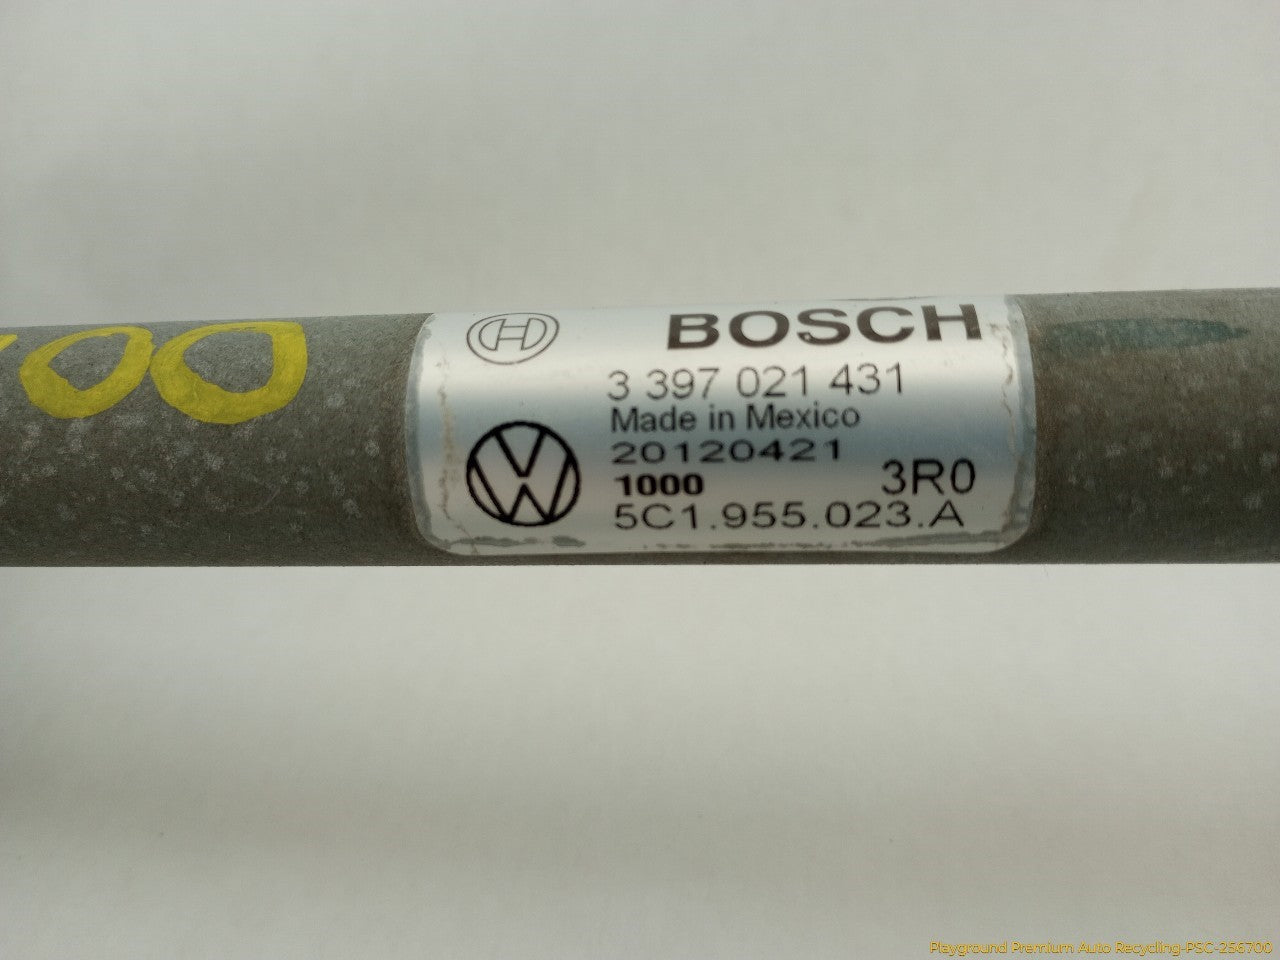 00
BOSCH
3 397 021 431
Made in Mexico
20120421
1000
3R0
5C1.955.023.A
Playground Premium Auto Recycling-PSC-256700